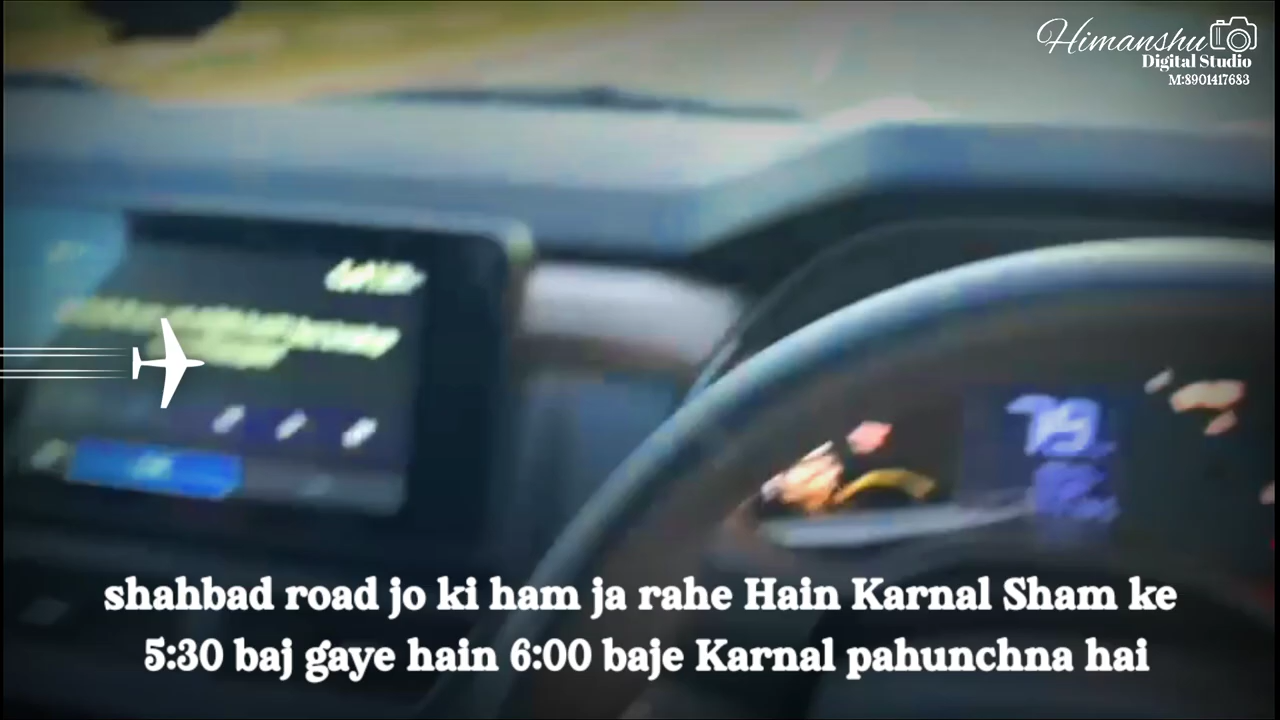 Himanshu
Digital Studio
M:8901417683
79
shahbad road jo ki ham ja rahe Hain Karnal Sham ke
5:30 baj gaye hain 6:00 baje Karnal pahunchna hai